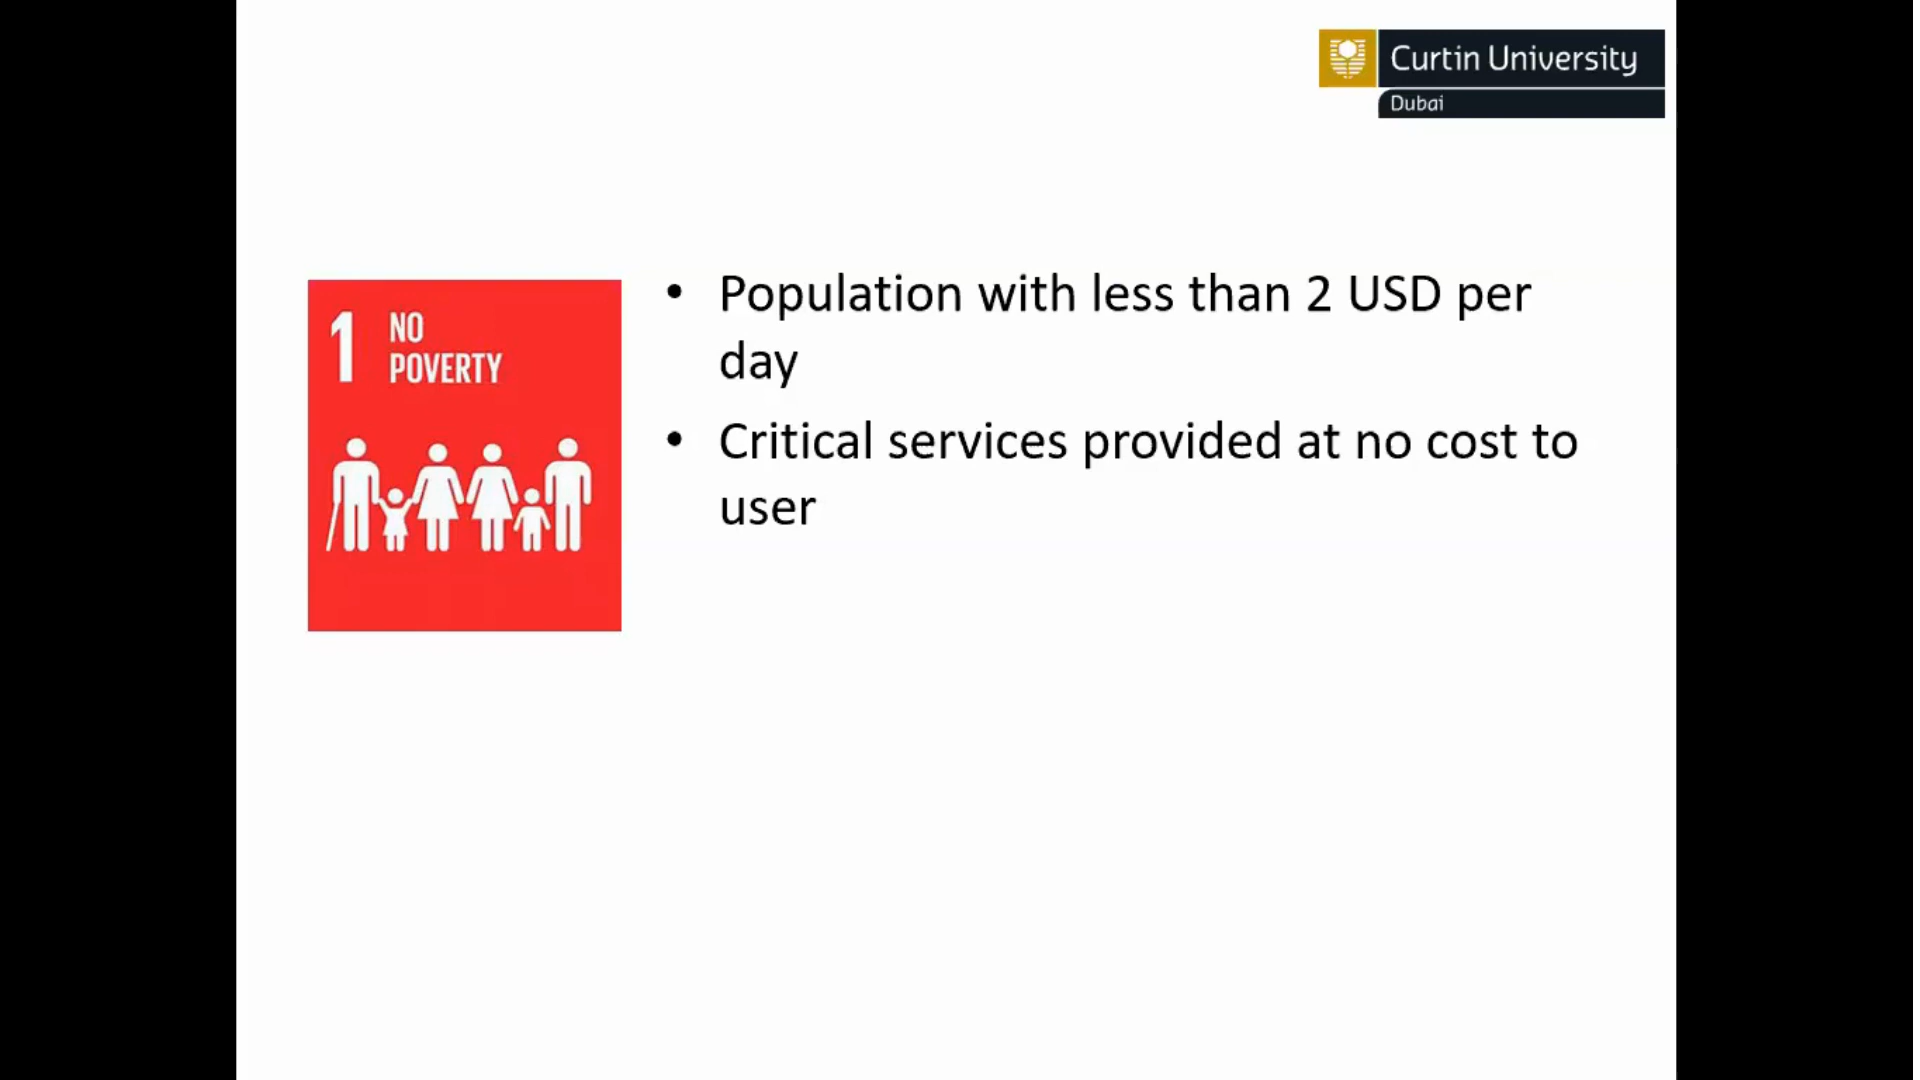 Curtin University
Dubai
1 NO
POVERTY
• Population with less than 2 USD per
day
• Critical services provided at no cost to
user